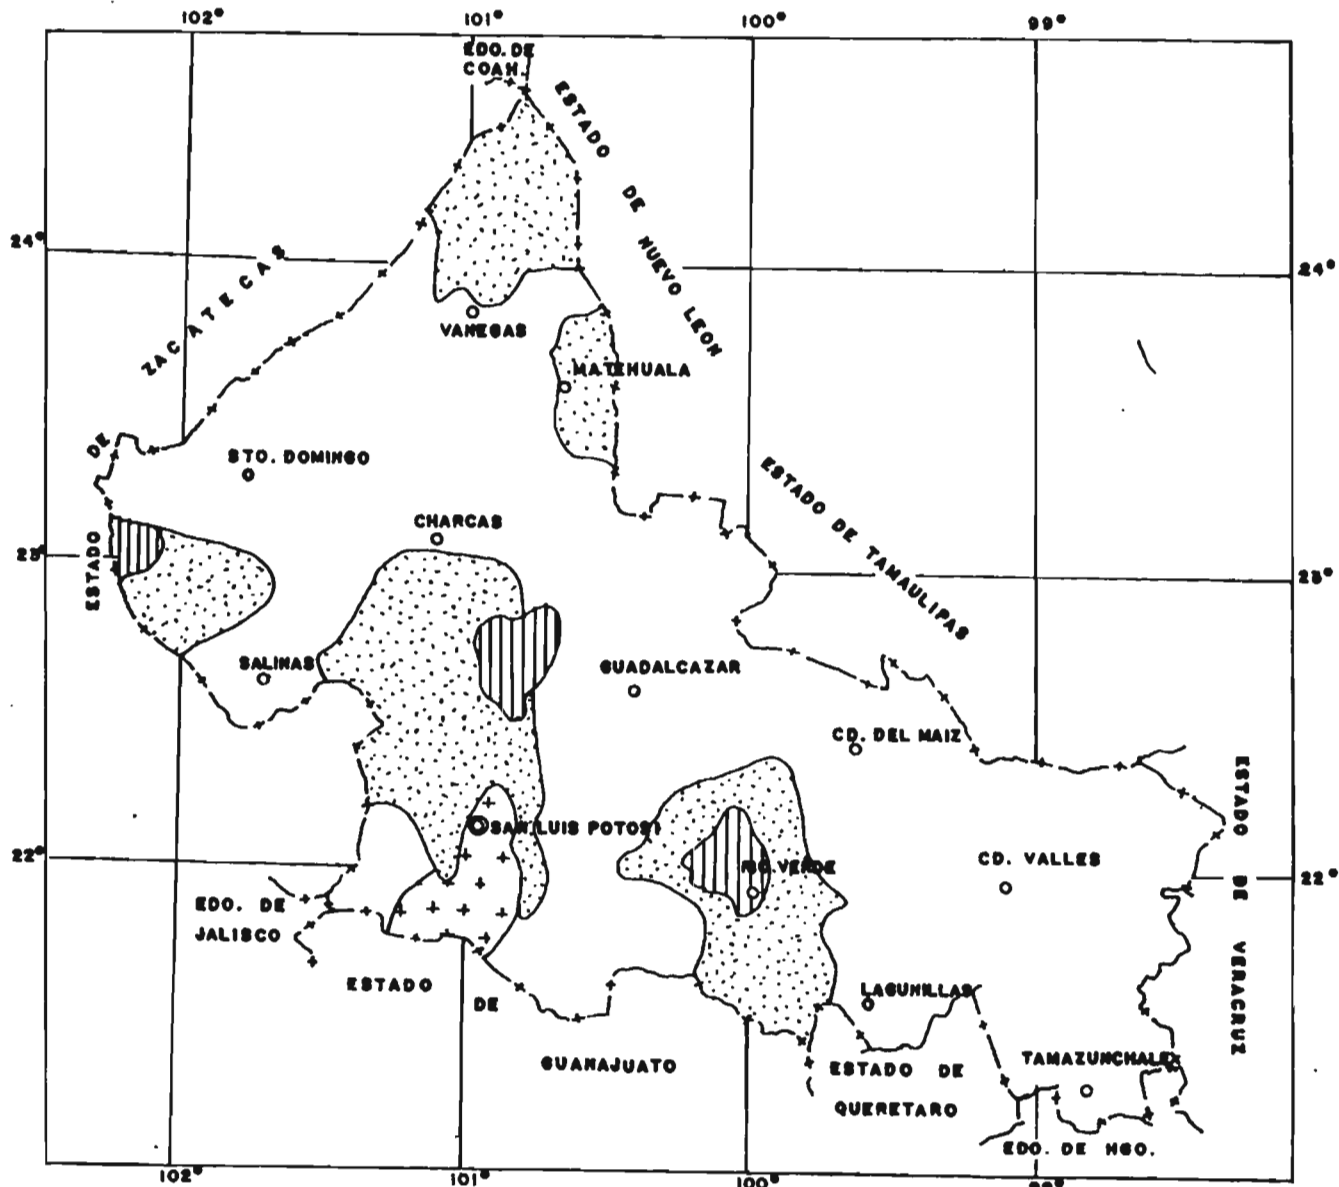 102°
101°
100°
99°
EDO. DE
COAH.
ESTADO DE NUEVO LEON
24°
24°
ZACATECAS
VANEGAS
MATEHUALA
DE
STO. DOMINGO
ESTADO DE TAMAULIPAS
CHARCAS
23°
23°
ESTADO
SALINAS
GUADALCAZAR
CD. DEL MAIZ
ESTADO DE VERACRUZ
SAN LUIS POTOSI
22°
RIO VERDE
CD. VALLES
22°
EDO. DE
JALISCO
ESTADO DE
LAGUNILLAS
GUANAJUATO
TAMAZUNCHALE
ESTADO DE
QUERETARO
EDO. DE HGO.
102°
101°
100°
99°